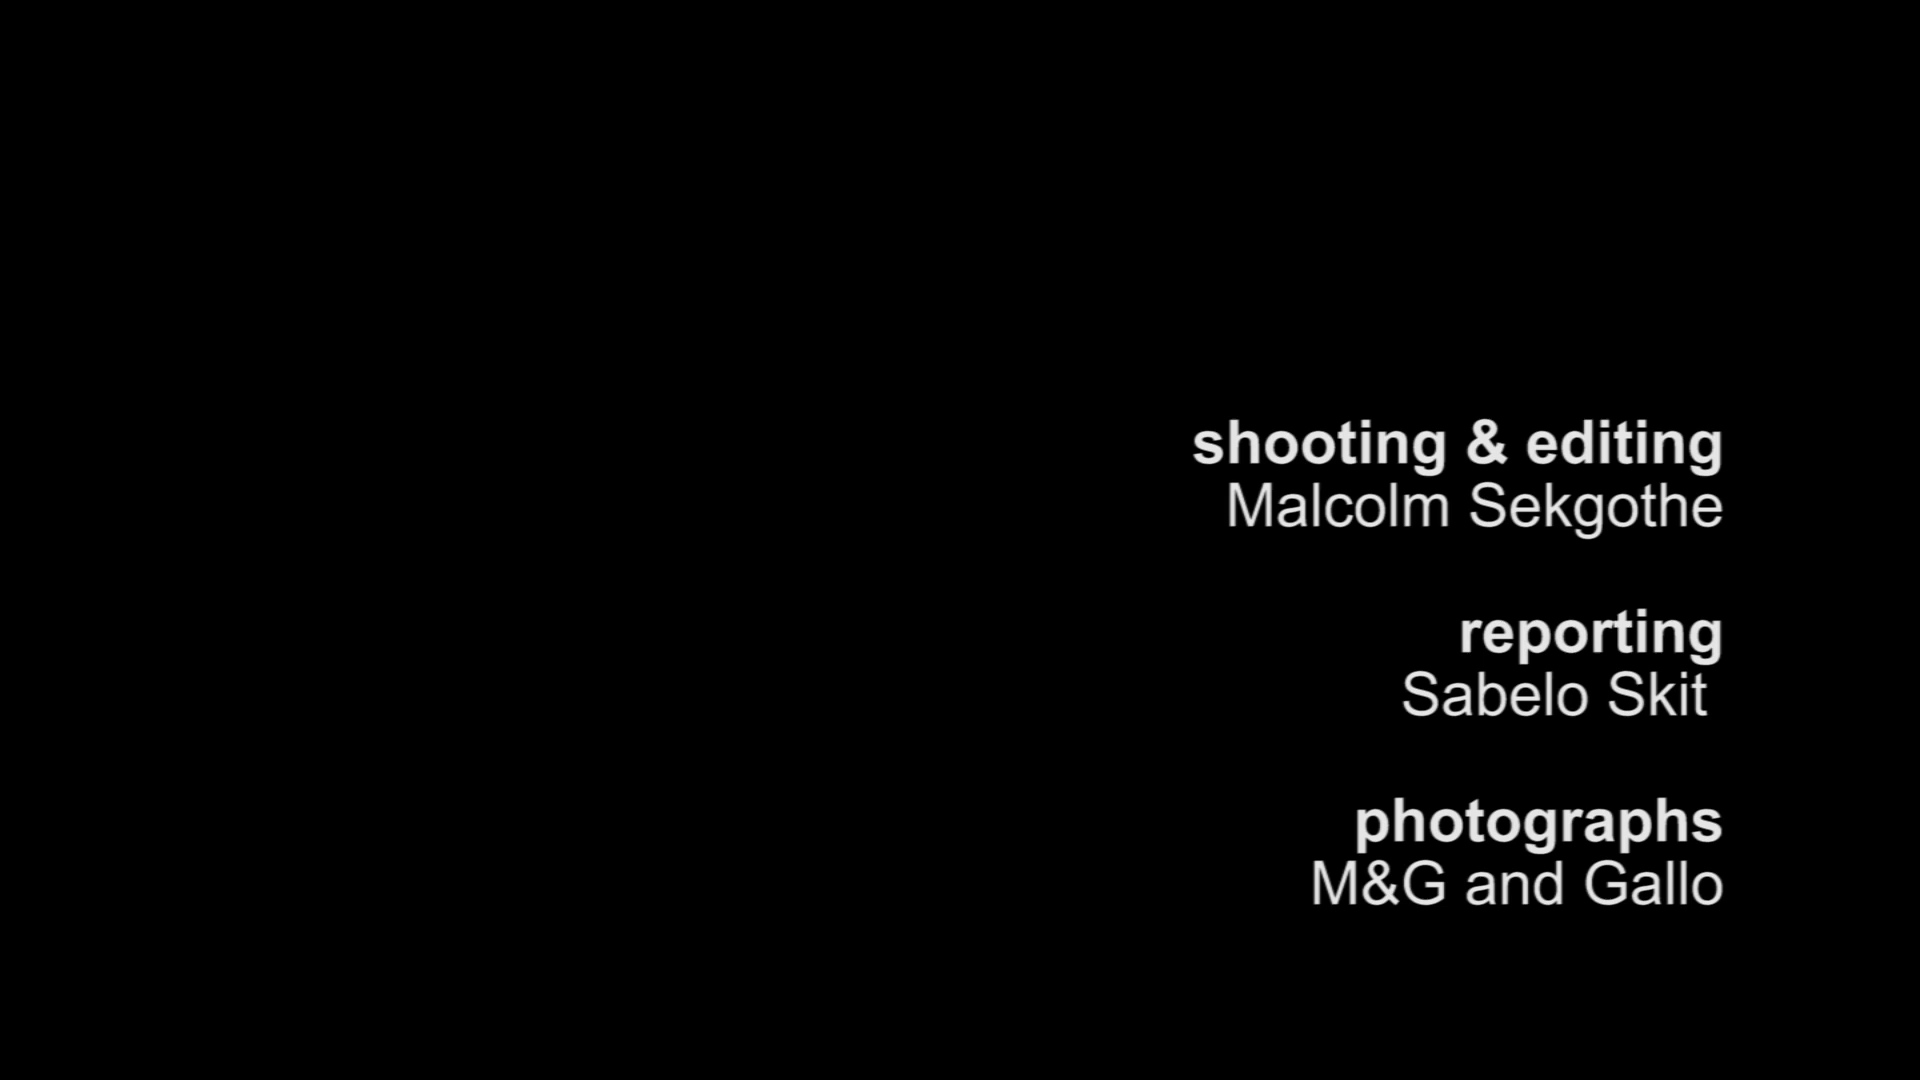 shooting & editing
Malcolm Sekgothe
reporting
Sabelo Skit
photographs
M&G and Gallo